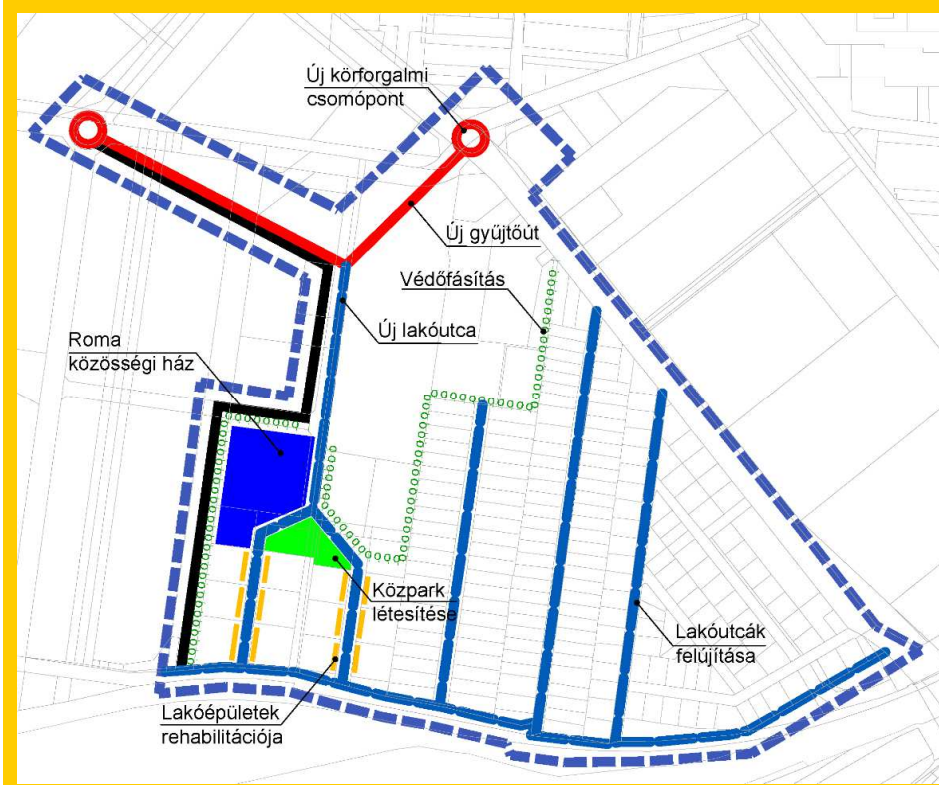 Új körforgalmi
csomópont
Új gyűjtőút
Védőfásítás
Új lakóutca
Roma
közösségi ház
Közpark
létesítése
Lakóutcák
felújítása
Lakóépületek
rehabilitációja